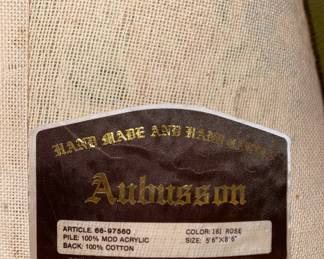 HAND MADE AND HAND
Aubusson
ARTICLE: 66-97560 COLOR: 161 ROSE
PILE: 100% MOD ACRYLIC SIZE: 5'6"X8'6"
BACK: 100% COTTON